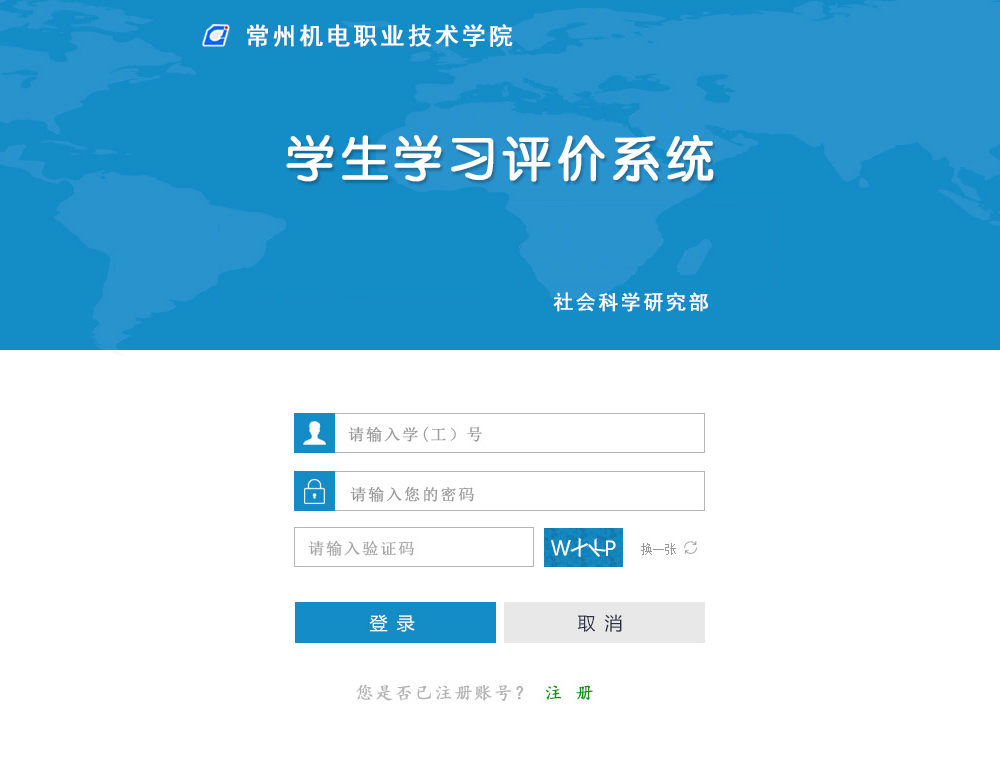 常州机电职业技术学院
学生学习评价系统
社会科学研究部
请输入学(工）号
请输入您的密码
请输入验证码
换一张
登 录 取 消
您是否已注册账号？ 注 册